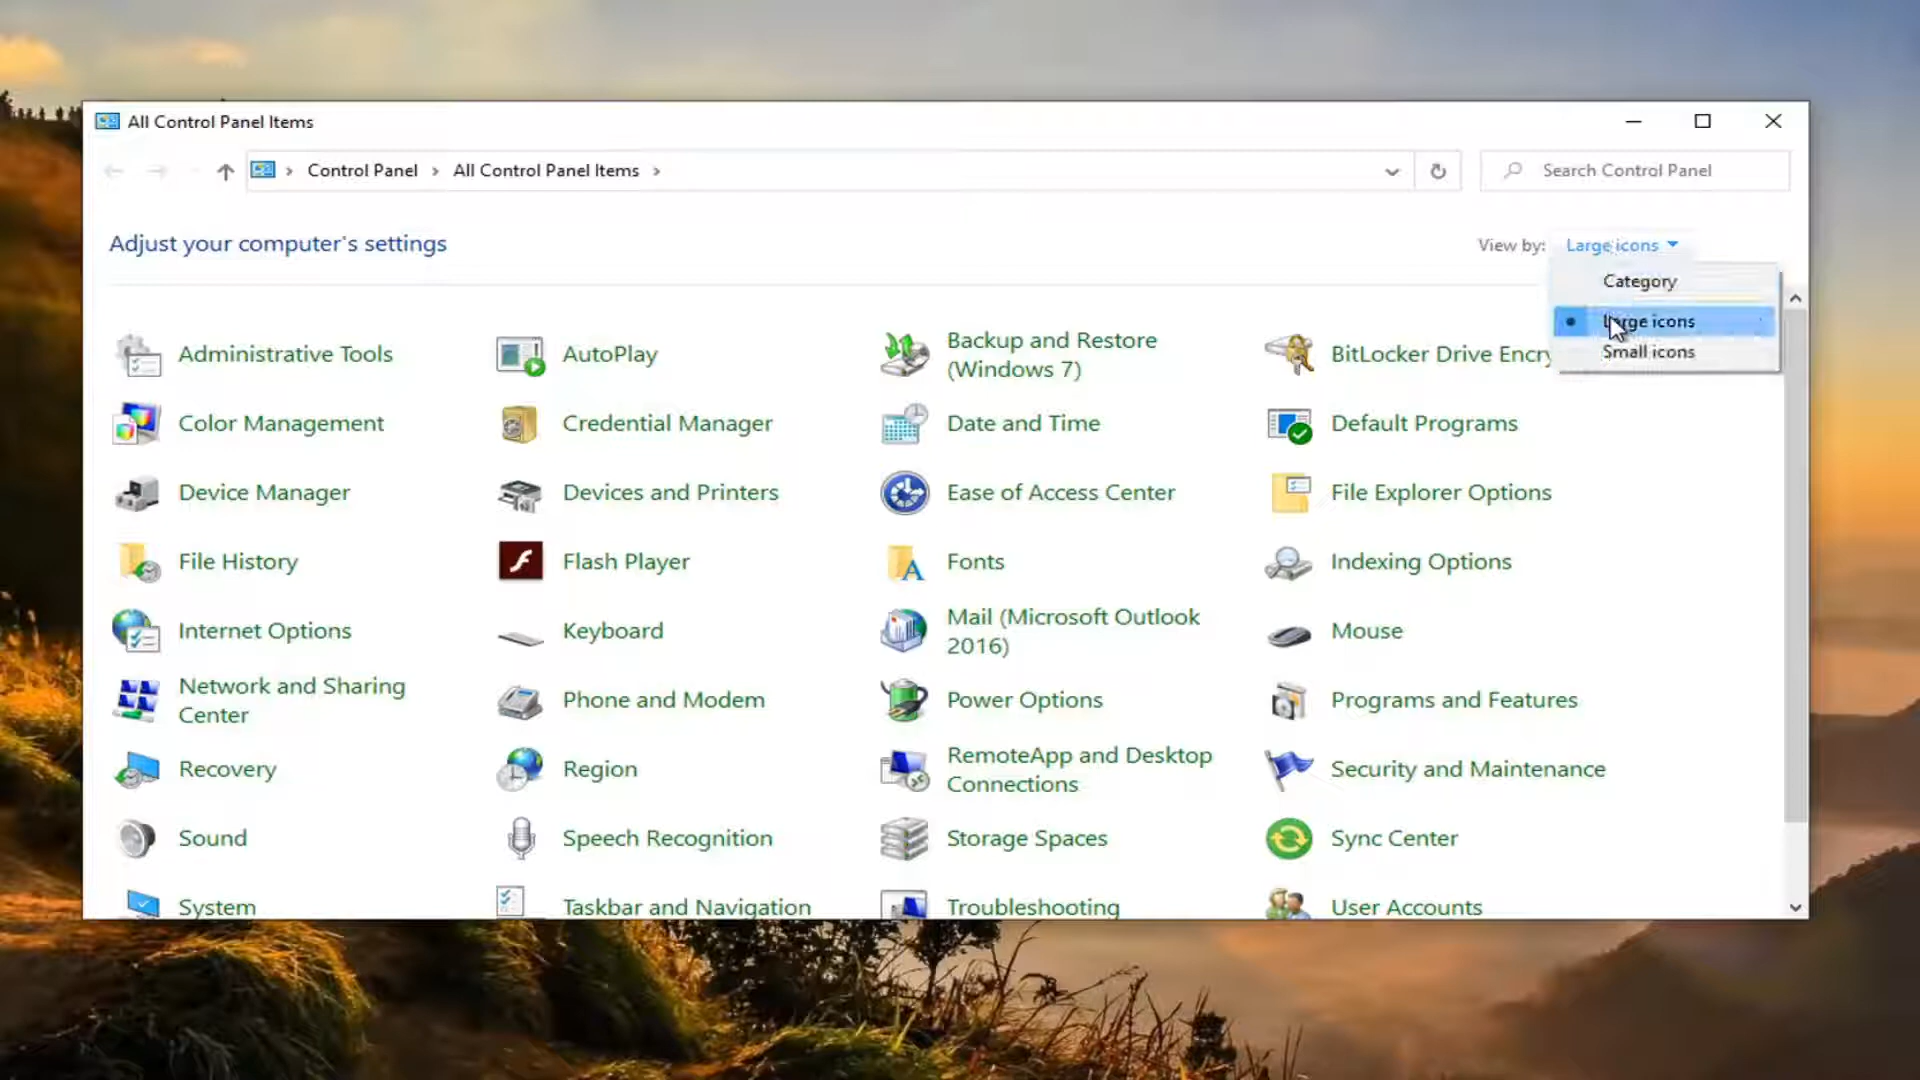 All Control Panel Items
Control Panel
All Control Panel Items
Search Control Panel
Adjust your computer's settings
View by:
Large icons
Category
Large icons
Small icons
Administrative Tools
AutoPlay
Backup and Restore
(Windows 7)
BitLocker Drive Encry
Color Management
Credential Manager
Date and Time
Default Programs
Device Manager
Devices and Printers
Ease of Access Center
File Explorer Options
File History
Flash Player
Fonts
Indexing Options
Internet Options
Keyboard
Mail (Microsoft Outlook
2016)
Mouse
Network and Sharing
Center
Phone and Modem
Power Options
Programs and Features
Recovery
Region
RemoteApp and Desktop
Connections
Security and Maintenance
Sound
Speech Recognition
Storage Spaces
Sync Center
System
Taskbar and Navigation
Troubleshooting
User Accounts